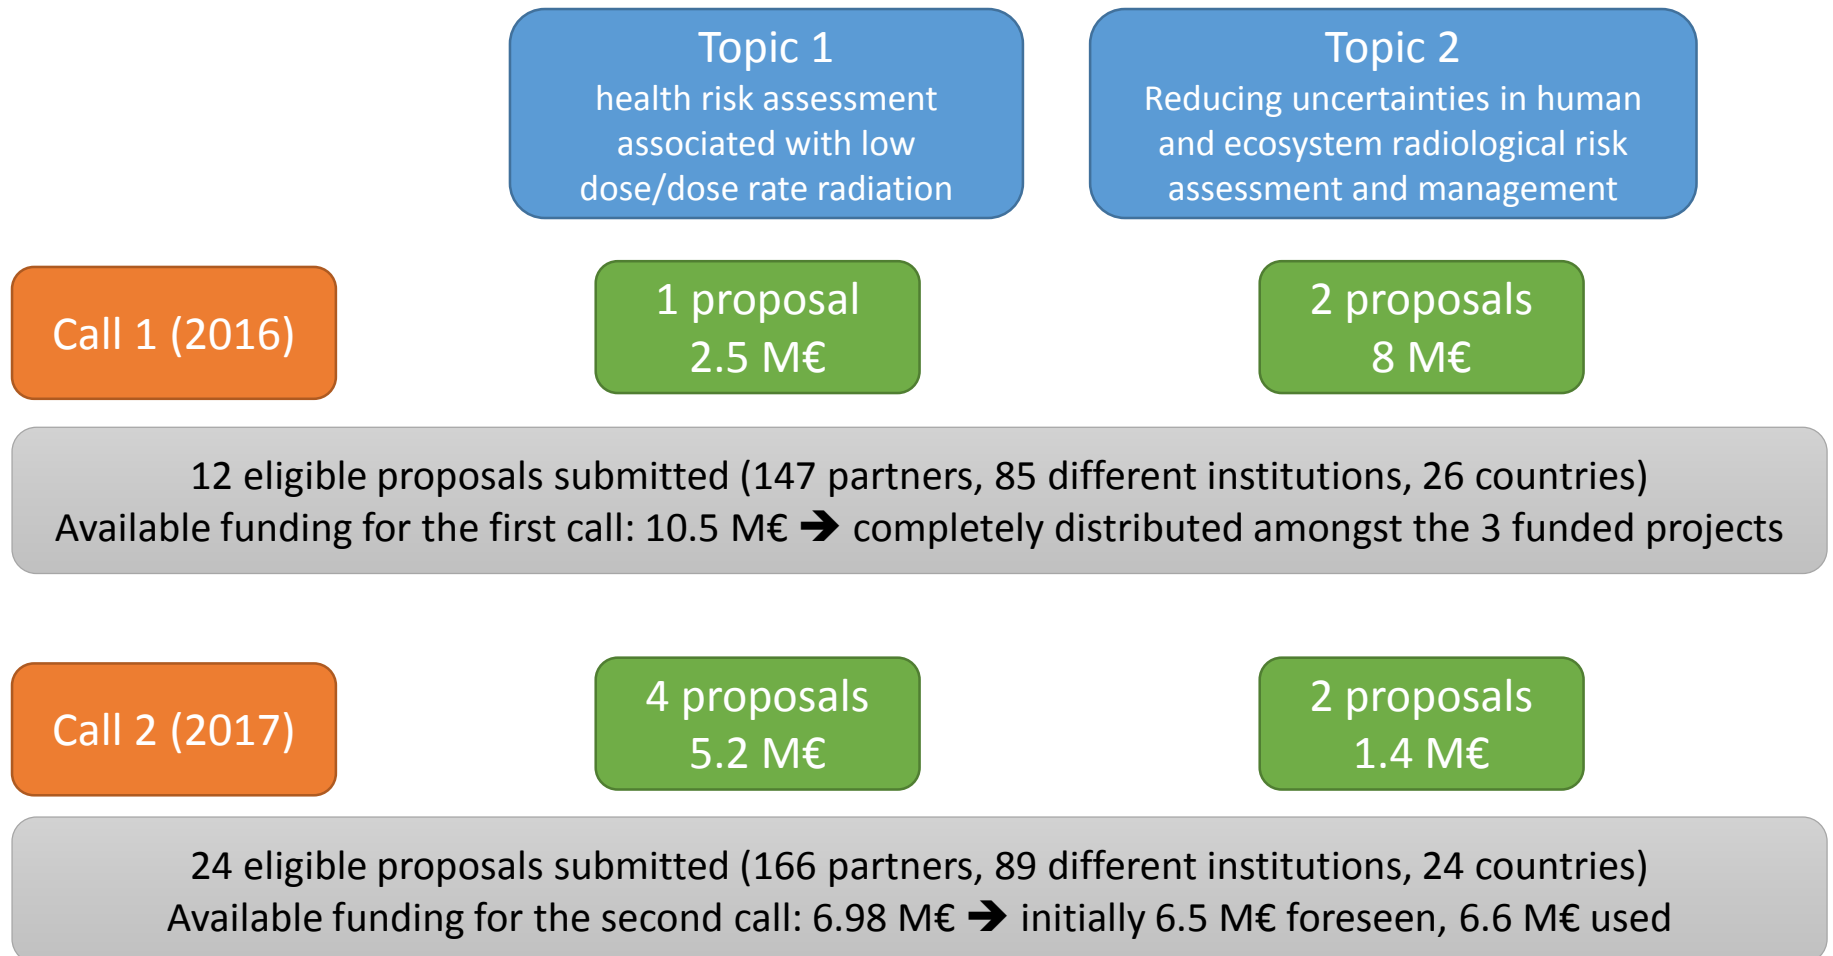 Topic 1
health risk assessment
associated with low
dose/dose rate radiation
Topic 2
Reducing uncertainties in human
and ecosystem radiological risk
assessment and management
Call 1 (2016)
1 proposal
2.5 M€
2 proposals
8 M€
12 eligible proposals submitted (147 partners, 85 different institutions, 26 countries)
Available funding for the first call: 10.5 M€ ➔ completely distributed amongst the 3 funded projects
Call 2 (2017)
4 proposals
5.2 M€
2 proposals
1.4 M€
24 eligible proposals submitted (166 partners, 89 different institutions, 24 countries)
Available funding for the second call: 6.98 M€ ➔ initially 6.5 M€ foreseen, 6.6 M€ used